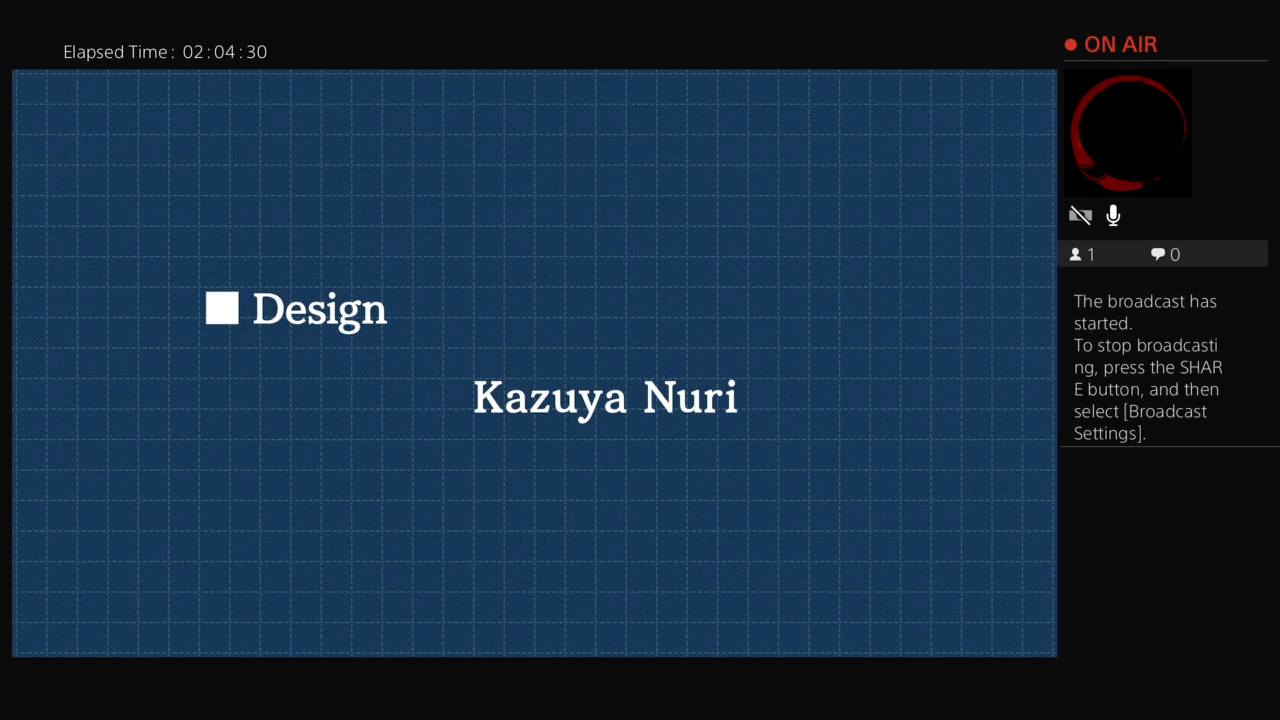 Elapsed Time: 02:04:30
ON AIR
1 0
Design
Kazuya Nuri
The broadcast has
started.
To stop broadcasti
ng, press the SHAR
E button, and then
select [Broadcast
Settings].